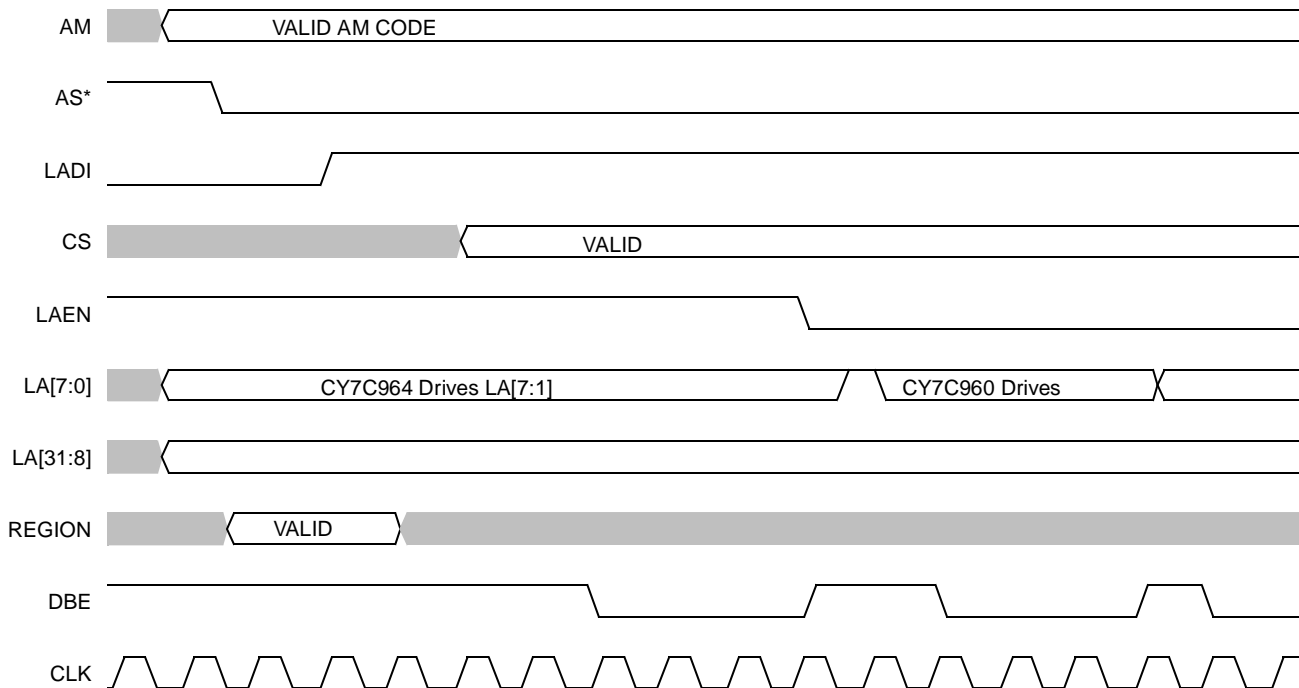 AM VALID AM CODE
AS*
LADI
CS VALID
LAEN
LA[7:0] CY7C964 Drives LA[7:1] CY7C960 Drives
LA[31:8]
REGION VALID
DBE
CLK